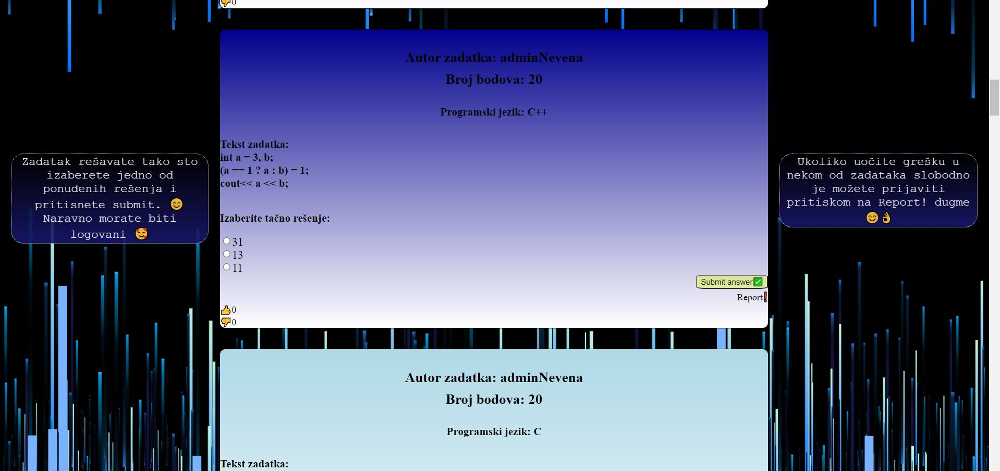 0
Autor zadatka: adminNevena
Broj bodova: 20
Programski jezik: C++
Tekst zadatka:
int a = 3, b;
(a == 1 ? a : b) = 1;
cout<< a << b;
Izaberite tačno rešenje:
31
13
11
Submit answer✅
Report❗
👍0
👎0
Zadatak rešavate tako sto
izaberete jedno od
ponuđenih rešenja i
pritisnete submit. 😊
Naravno morate biti
logovani 🥰
Ukoliko uočite grešku u
nekom od zadataka slobodno
je možete prijaviti
pritiskom na Report! dugme
😊👌
Autor zadatka: adminNevena
Broj bodova: 20
Programski jezik: C
Tekst zadatka: